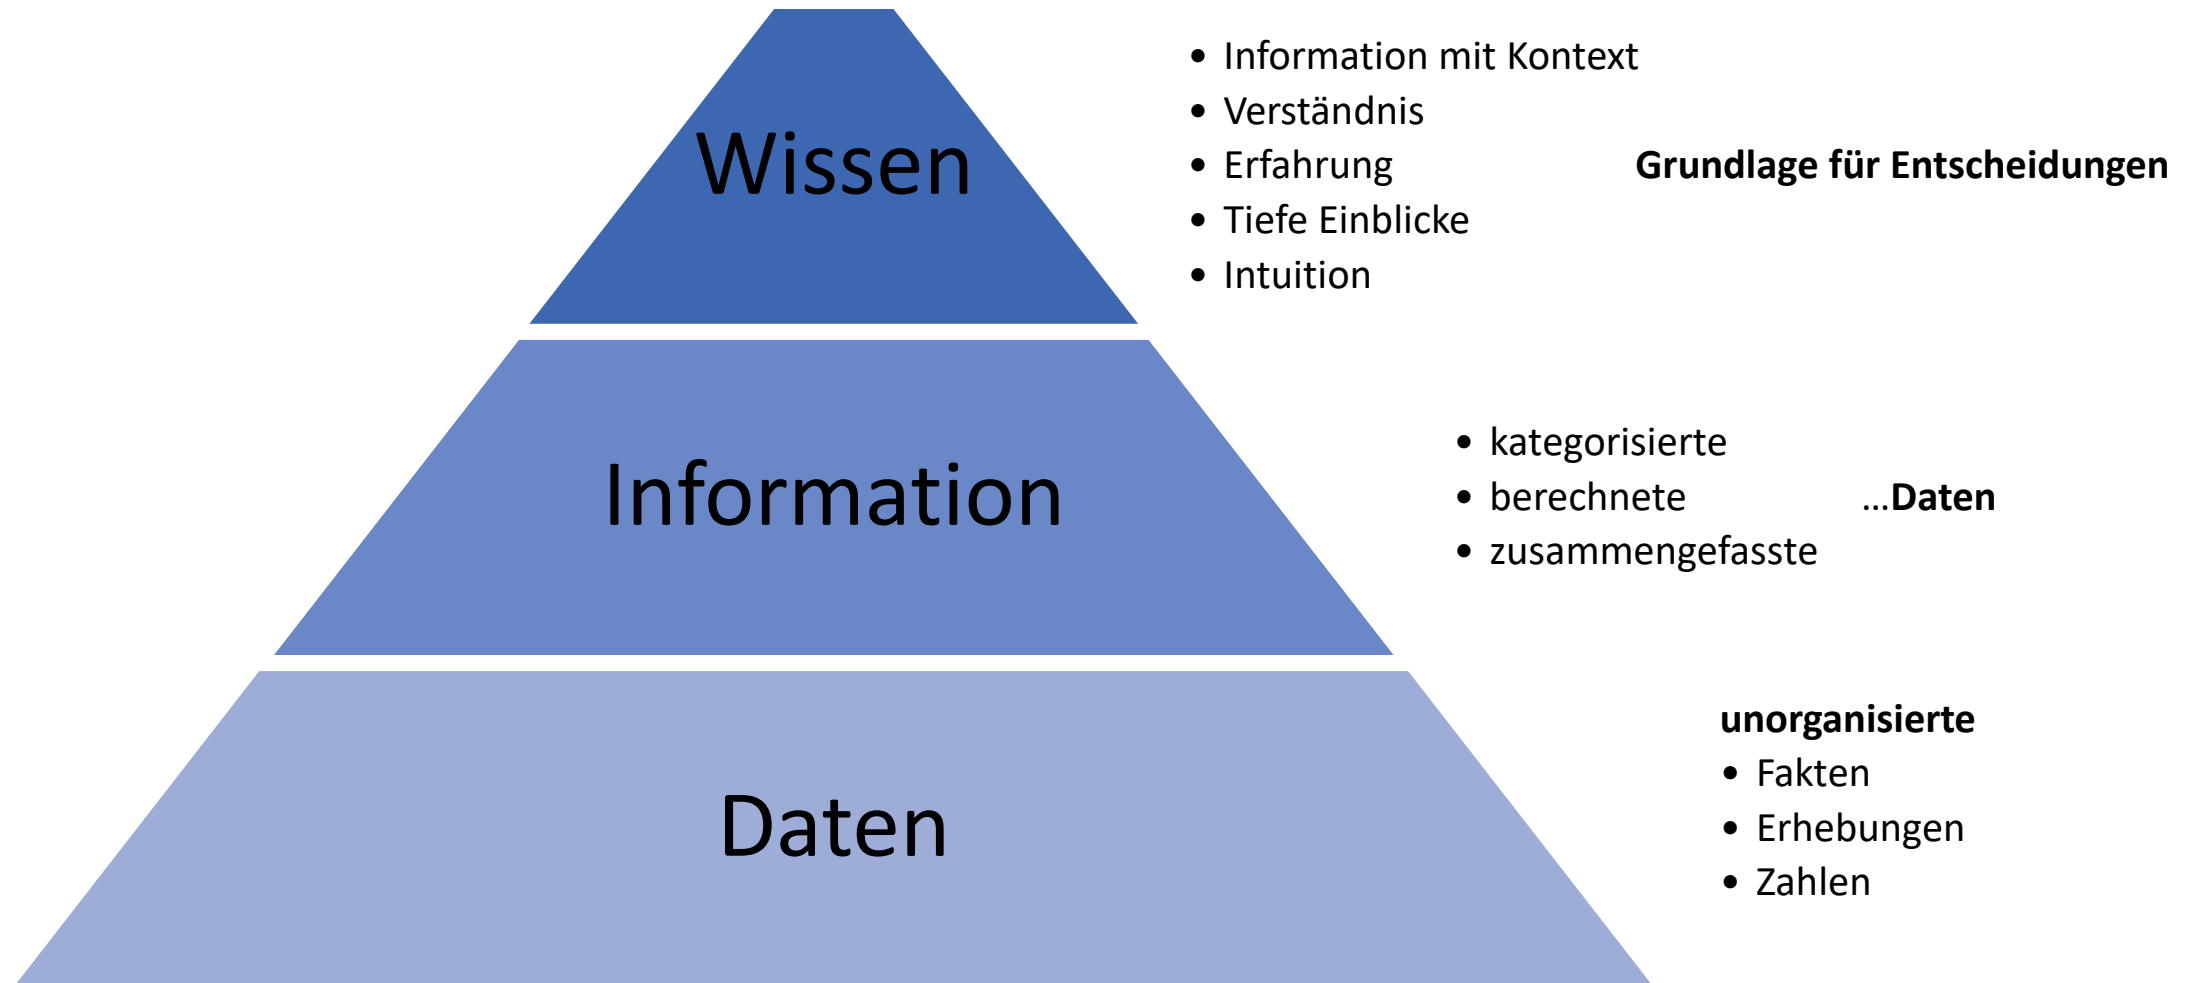 Wissen
• Information mit Kontext
• Verständnis
• Erfahrung Grundlage für Entscheidungen
• Tiefe Einblicke
• Intuition
Information
• kategorisierte
• berechnete ...Daten
• zusammengefasste
Daten
unorganisierte
• Fakten
• Erhebungen
• Zahlen